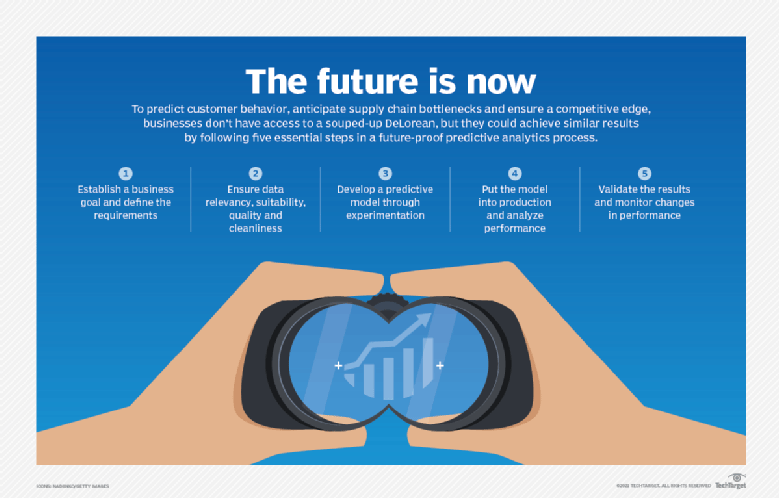 The future is now
To predict customer behavior, anticipate supply chain bottlenecks and ensure a competitive edge,
businesses don't have access to a souped-up DeLorean, but they could achieve similar results
by following five essential steps in a future-proof predictive analytics process.
1
Establish a business
goal and define the
requirements
2
Ensure data
relevancy, suitability,
quality and
cleanliness
3
Develop a predictive
model through
experimentation
4
Put the model
into production
and analyze
performance
5
Validate the results
and monitor changes
in performance
TECHTARGET. ALL RIGHTS RESERVED
TechTarget